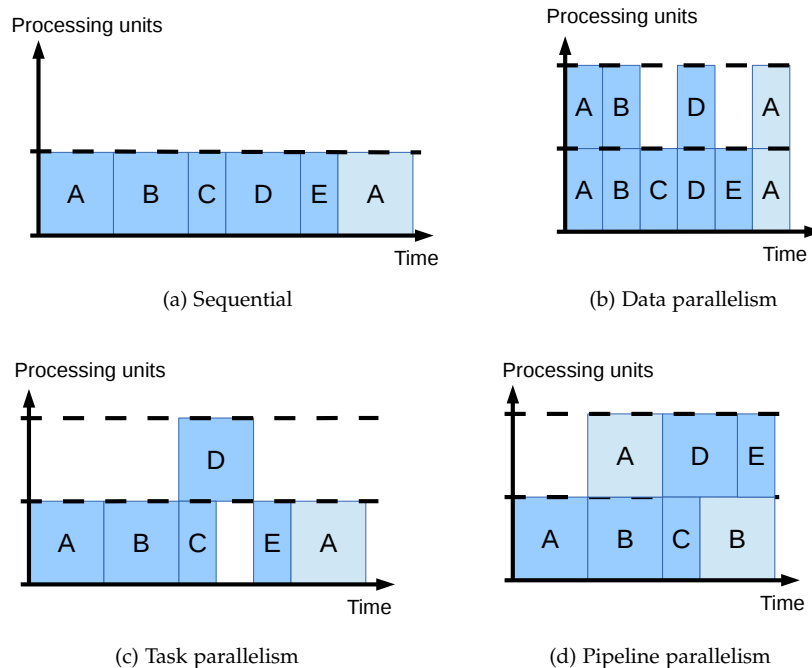 Processing units
A B C D E A
Time
(a) Sequential
Processing units
A B D A
A B C D E A
Time
(b) Data parallelism
Processing units
D
A B C E A
Time
(c) Task parallelism
Processing units
A D E
A B C B
Time
(d) Pipeline parallelism